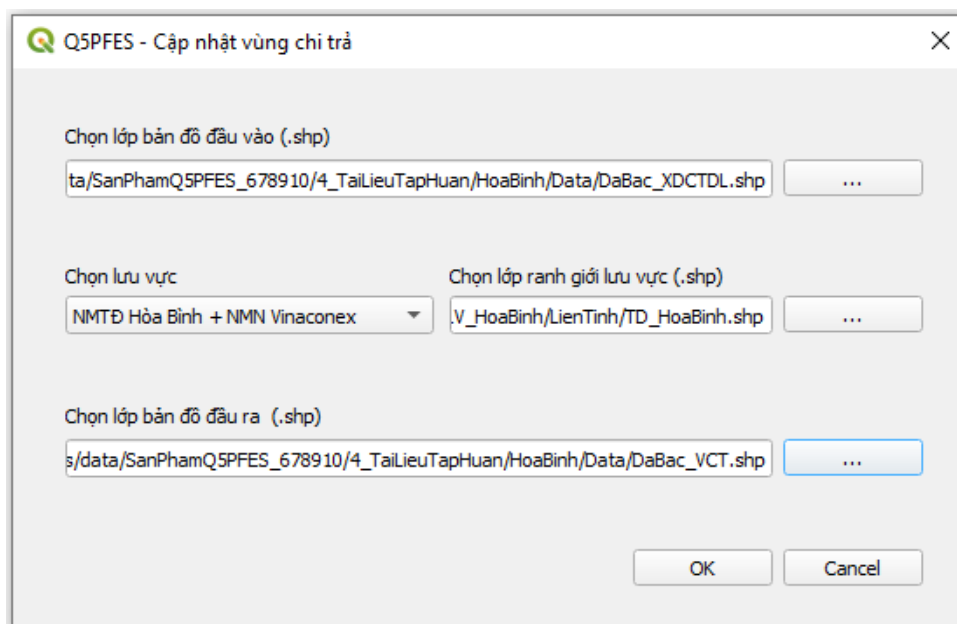 Q5PFES - Cập nhật vùng chi trả
Chọn lớp bản đồ đầu vào (.shp)
ta/SanPhamQ5PFES_678910/4_TaiLieuTapHuan/HoaBinh/Data/DaBac_XDCTDL.shp ...
Chọn lưu vực Chọn lớp ranh giới lưu vực (.shp)
NMTĐ Hòa Bình + NMN Vinaconex .V_HoaBinh/LienTinh/TD_HoaBinh.shp ...
Chọn lớp bản đồ đầu ra (.shp)
s/data/SanPhamQ5PFES_678910/4_TaiLieuTapHuan/HoaBinh/Data/DaBac_VCT.shp ...
OK Cancel